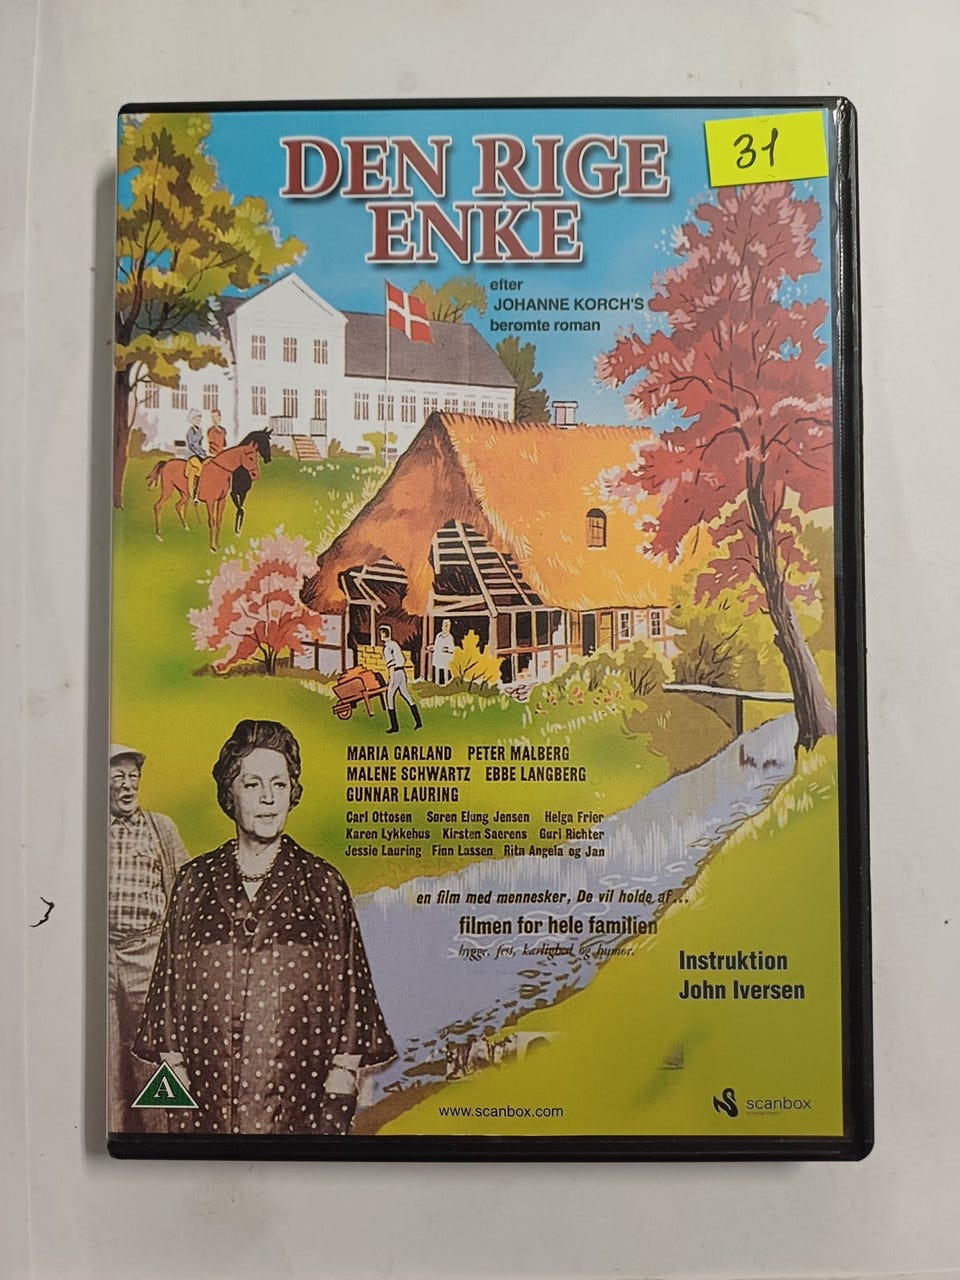 DEN RIGE
ENKE
31
efter
JOHANNE KORCH'S
berømte roman
MARIA GARLAND PETER MALBERG
MALENE SCHWARTZ EBBE LANGBERG
GUNNAR LAURING
Carl Ottosen Søren Elung Jensen Helga Frier
Karen Lykkehus Kirsten Saerens Guri Richter
Jessie Lauring Finn Lassen Rita Angela og Jan
en film med mennesker, De vil holde af...
filmen for hele familien
hygge, fest, kærlighed og humor.
Instruktion
John Iversen
A
www.scanbox.com
scanbox